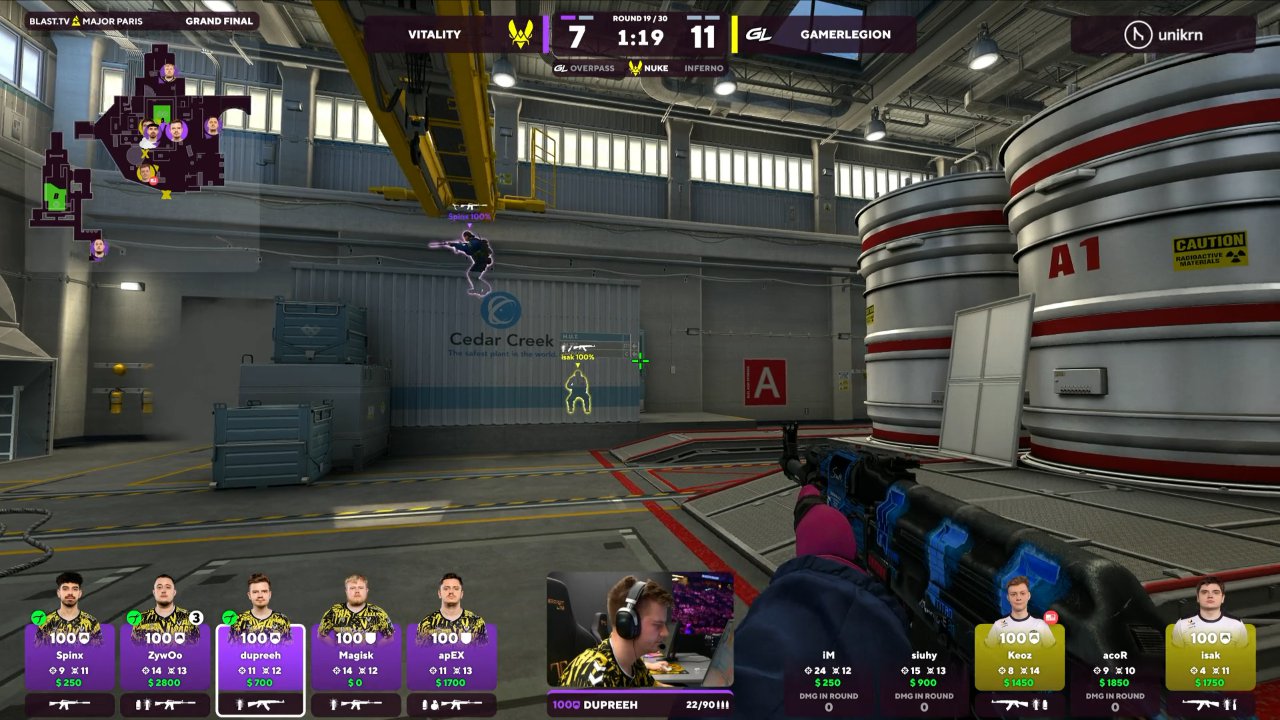 BLAST.TV MAJOR PARIS GRAND FINAL
VITALITY 7 ROUND 19 / 30 1:19 11 GL GAMERLEGION
unikrn
GL OVERPASS NUKE INFERNO
Spinx 100%
Cedar Creek
The safest plant in the world.
isak 100%
A
A1
CAUTION
RADIOACTIVE MATERIALS
100 Spinx 9 11 $250
3 100 ZywOo 14 13 $2800
100 dupreeh 11 12 $700
100 Magisk 14 12 $0
100 apEX 11 13 $1700
100 DUPREEH 22/90
iM 24 12 $250 DMG IN ROUND 0
siuhy 15 13 $900 DMG IN ROUND 0
100 Keoz 8 14 $1450
acoR 9 10 $1850 DMG IN ROUND 0
100 isak 4 11 $1750